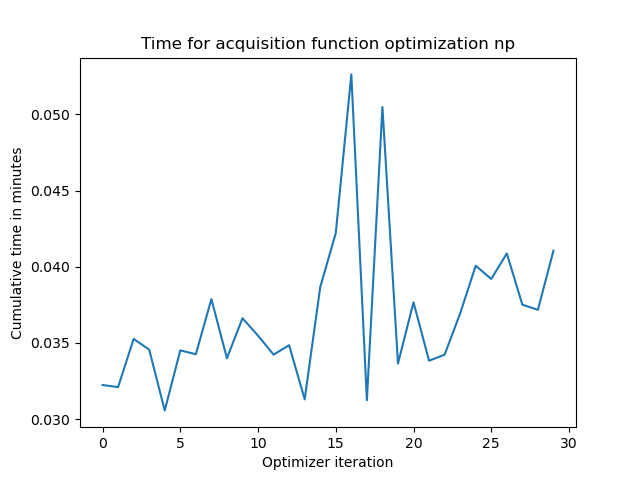 Time for acquisition function optimization np
Cumulative time in minutes
0.050
0.045
0.040
0.035
0.030
0 5 10 15 20 25 30
Optimizer iteration